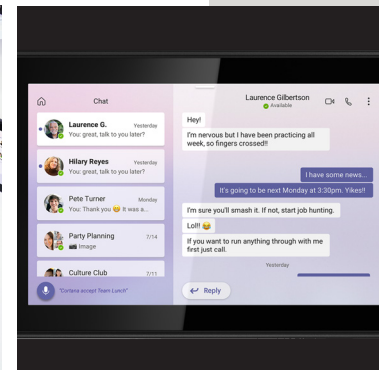 Chat
Laurence G. Yesterday
You: great, talk to you later?
Hilary Reyes Yesterday
You: great, talk to you later?
Pete Turner Monday
You: Thank you 😀 It was a...
Party Planning 7/14
Image
Culture Club 7/11
"Cortana accept Team Lunch"
Laurence Gilbertson
Available
Hey!
I'm nervous but I have been practicing all
week, so fingers crossed!!
I have some news...
It's going to be next Monday at 3:30pm. Yikes!!
I'm sure you'll smash it. If not, start job hunting.
Lol!! 😂
If you want to run anything through with me
first just call.
Yesterday
Reply